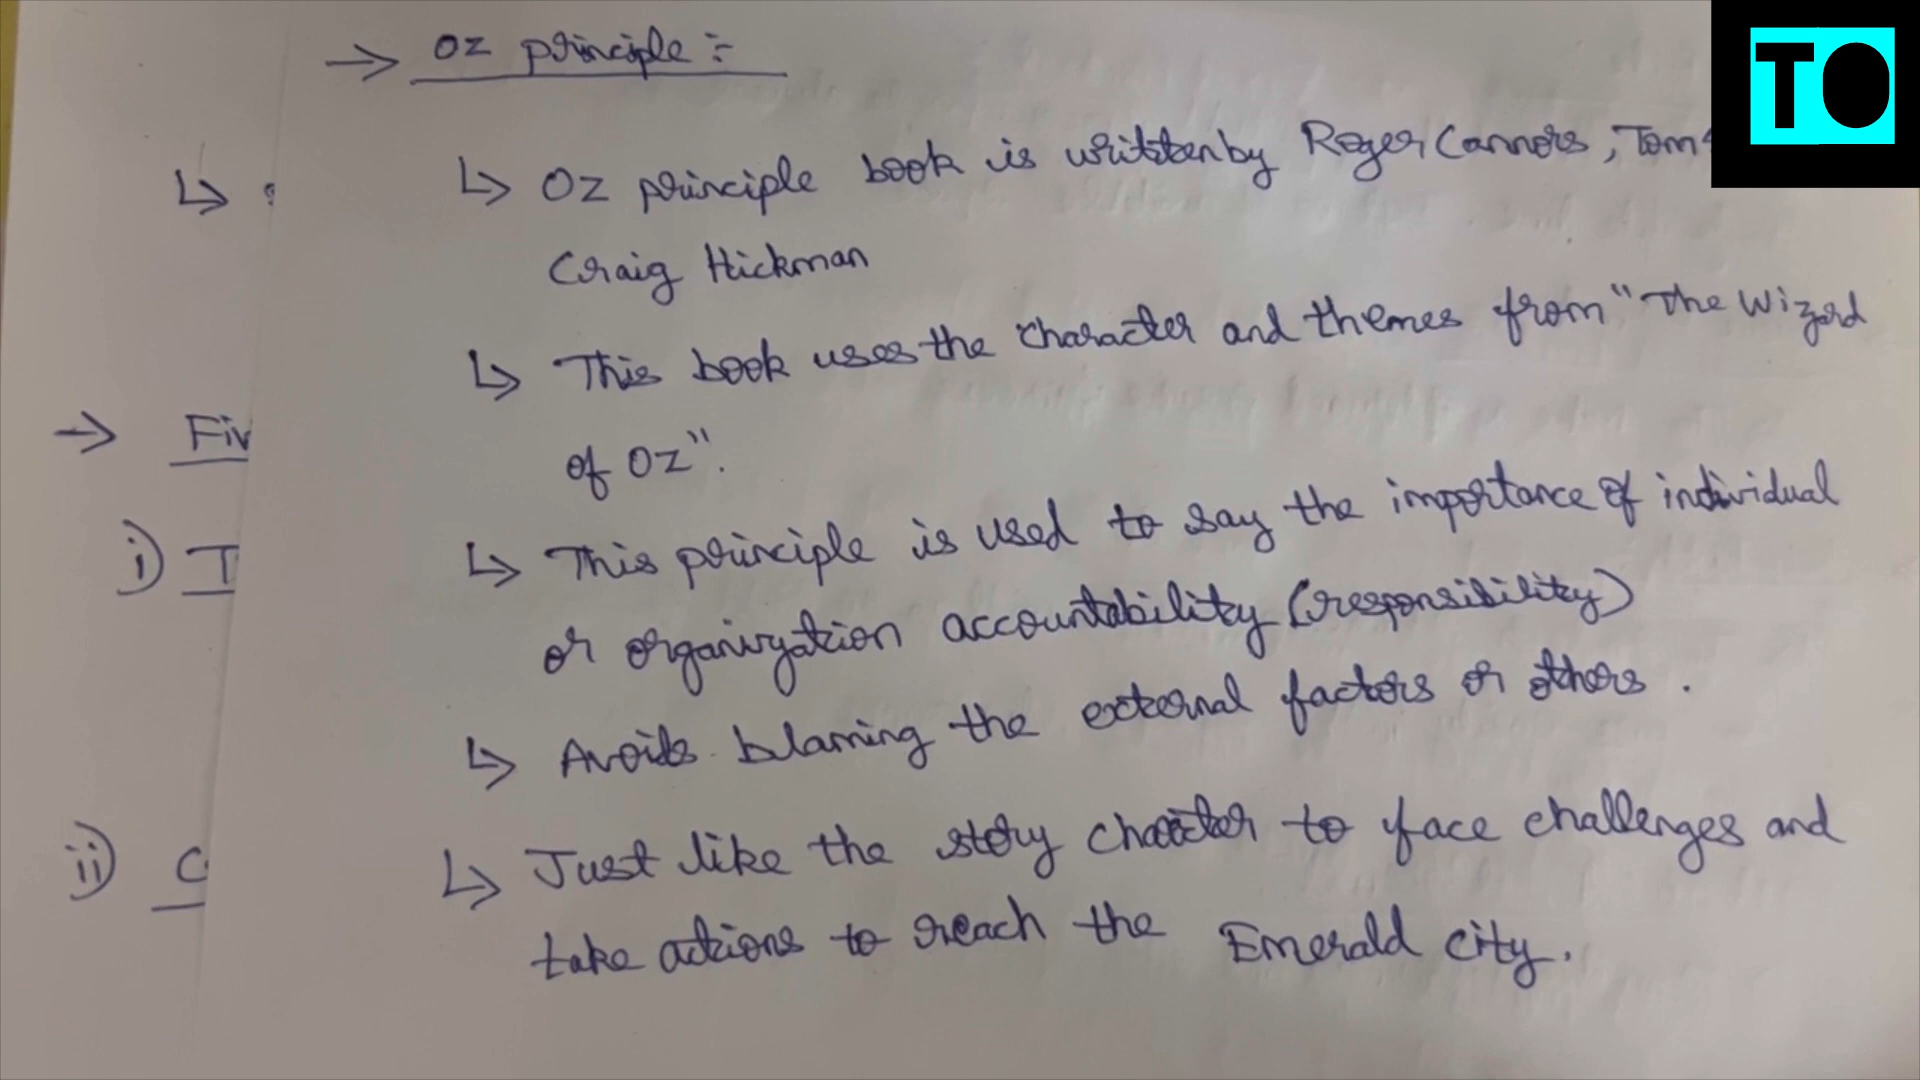 → Oz principle :-
↳ Oz principle book is written by Roger Connors, Tom
Craig Hickman
↳ This book uses the character and themes from "The Wizard
of Oz".
↳ This principle is used to say the importance of individual
or organization accountability (responsibility)
↳ Avoids blaming the external factors or others.
↳ Just like the story character to face challenges and
take actions to reach the Emerald city.
↳
→ Fiv
i) I
ii) C
TO